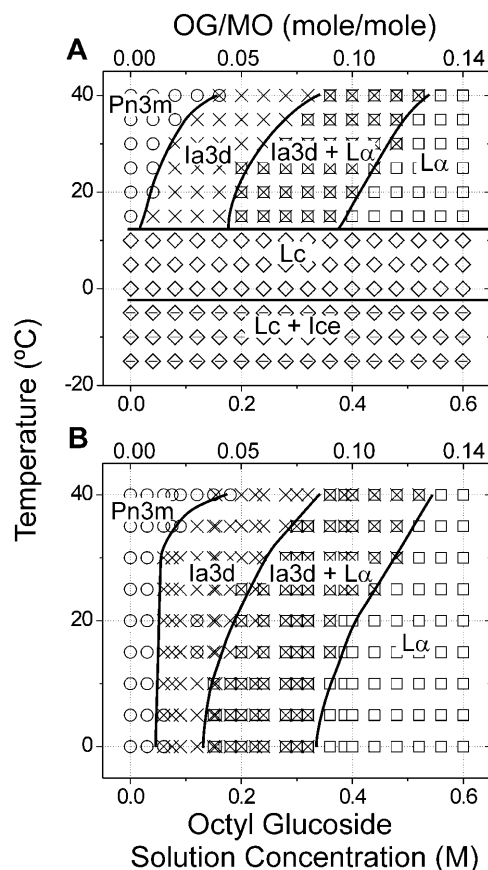 OG/MO (mole/mole)
0.00 0.05 0.10 0.14
A
40
20
0
-20
Pn3m
Ia3d
Ia3d + Lα
Lα
Lc
Lc + Ice
0.0 0.2 0.4 0.6
Temperature (ºC)
0.00 0.05 0.10 0.14
B
40
20
0
Pn3m
Ia3d
Ia3d + Lα
Lα
0.0 0.2 0.4 0.6
Octyl Glucoside
Solution Concentration (M)